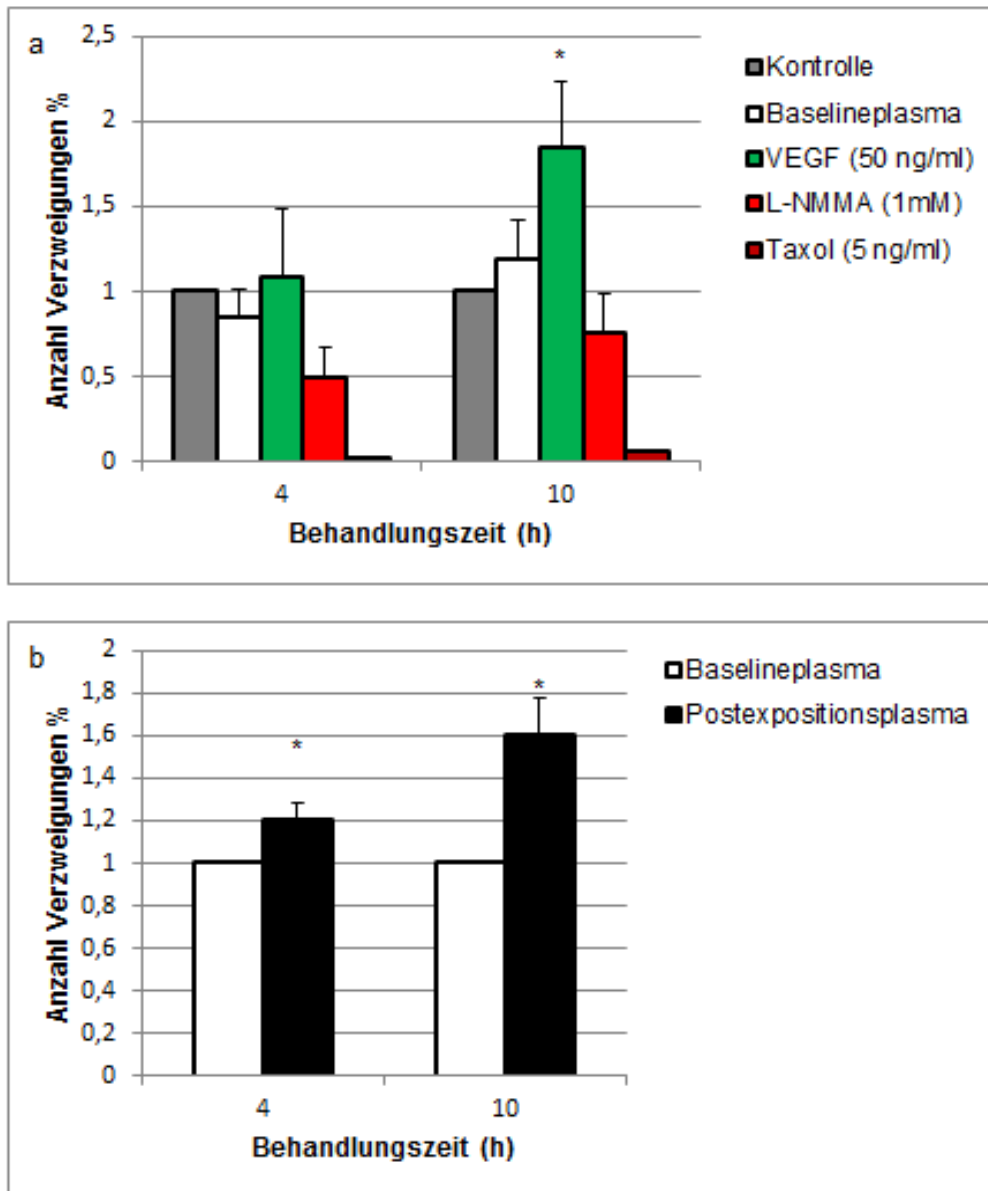 a
Anzahl Verzweigungen %
2,5
2
1,5
1
0,5
0
*
4
10
Behandlungszeit (h)
Kontrolle
Baselineplasma
VEGF (50 ng/ml)
L-NMMA (1mM)
Taxol (5 ng/ml)
b
Anzahl Verzweigungen %
2
1,8
1,6
1,4
1,2
1
0,8
0,6
0,4
0,2
0
*
*
4
10
Behandlungszeit (h)
Baselineplasma
Postexpositionsplasma